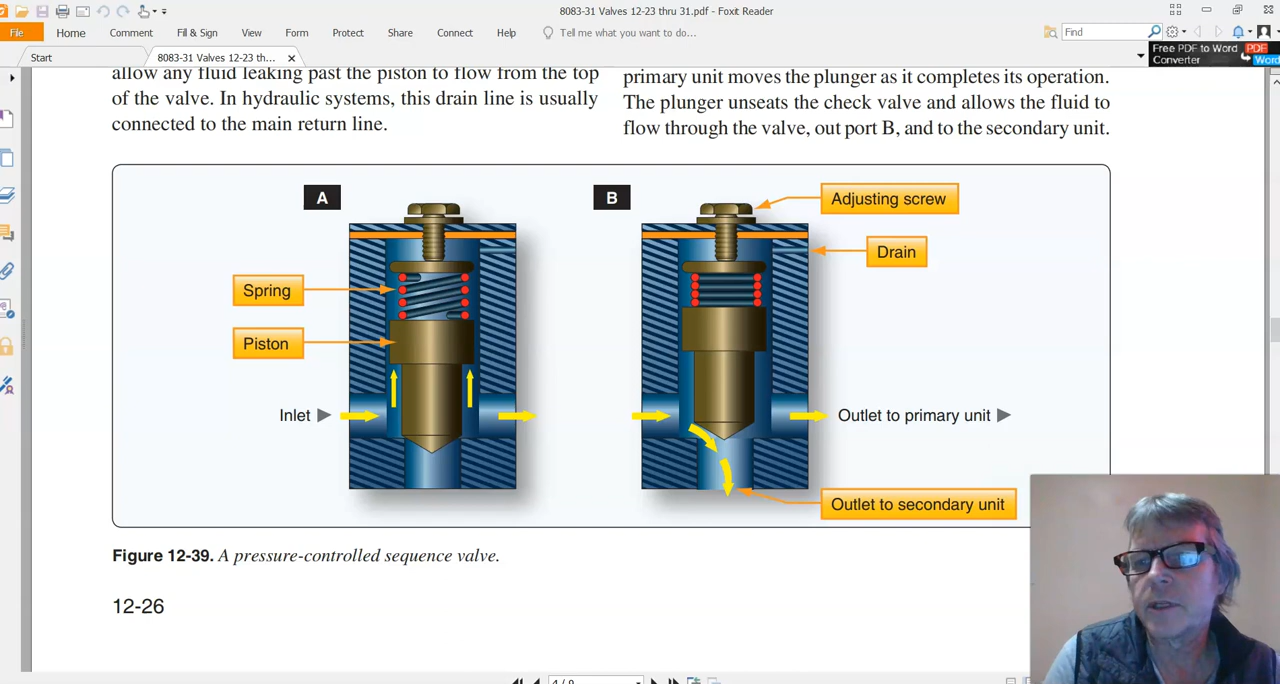 8083-31 Valves 12-23 thru 31.pdf - Foxit Reader
File Home Comment Fill & Sign View Form Protect Share Connect Help Tell me what you want to do... Find
Start 8083-31 Valves 12-23 th...
Free PDF to Word Converter PDF Word
allow any fluid leaking past the piston to flow from the top
of the valve. In hydraulic systems, this drain line is usually
connected to the main return line.
primary unit moves the plunger as it completes its operation.
The plunger unseats the check valve and allows the fluid to
flow through the valve, out port B, and to the secondary unit.
A
B
Adjusting screw
Drain
Spring
Piston
Inlet
Outlet to primary unit
Outlet to secondary unit
Figure 12-39. A pressure-controlled sequence valve.
12-26
4 / 9